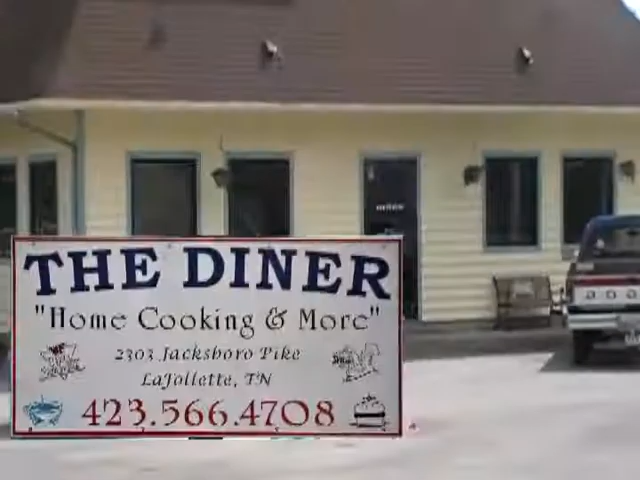 THE DINER
"Home Cooking & More"
2303 Jacksboro Pike
LaFollette, TN
423.566.4708